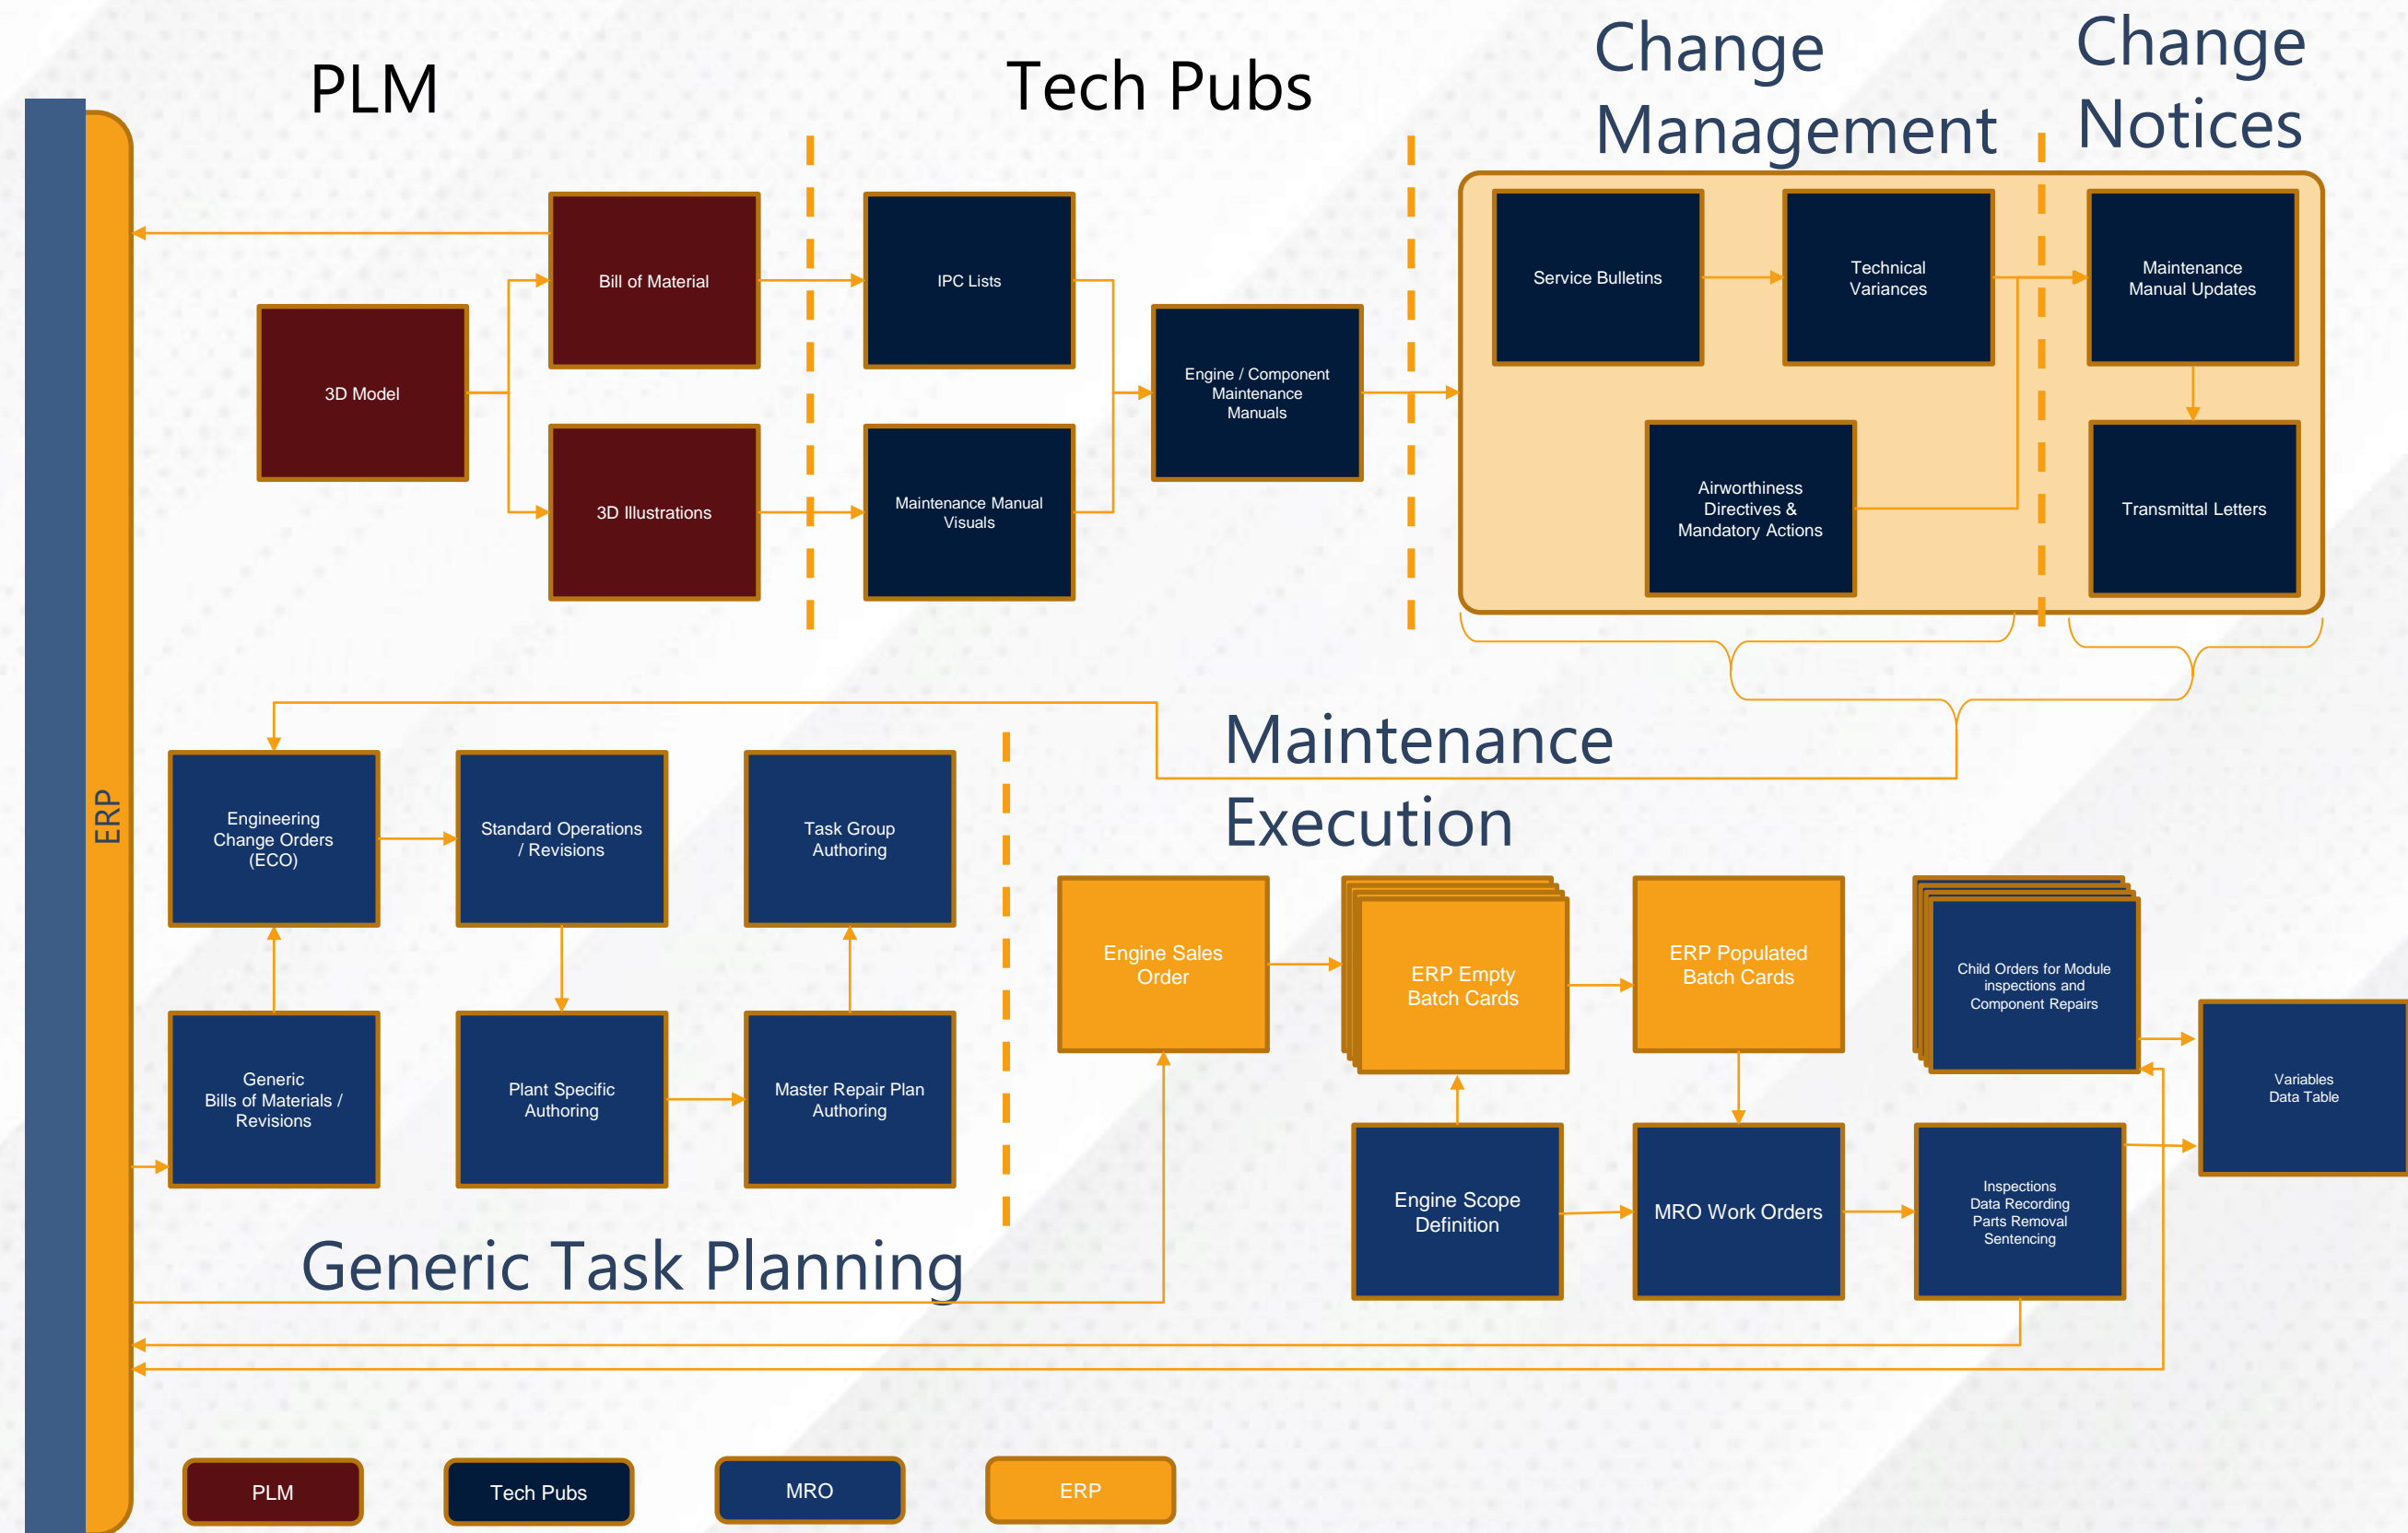 PLM
Tech Pubs
Change
Management
Change
Notices
Bill of Material
IPC Lists
Service Bulletins
Technical
Variances
Maintenance
Manual Updates
3D Model
Engine / Component
Maintenance
Manuals
3D Illustrations
Maintenance Manual
Visuals
Airworthiness
Directives &
Mandatory Actions
Transmittal Letters
ERP
Engineering
Change Orders
(ECO)
Standard Operations
/ Revisions
Task Group
Authoring
Generic
Bills of Materials /
Revisions
Plant Specific
Authoring
Master Repair Plan
Authoring
Generic Task Planning
Maintenance
Execution
Engine Sales
Order
ERP Empty
Batch Cards
ERP Populated
Batch Cards
Child Orders for Module
inspections and
Component Repairs
Variables
Data Table
Engine Scope
Definition
MRO Work Orders
Inspections
Data Recording
Parts Removal
Sentencing
PLM
Tech Pubs
MRO
ERP